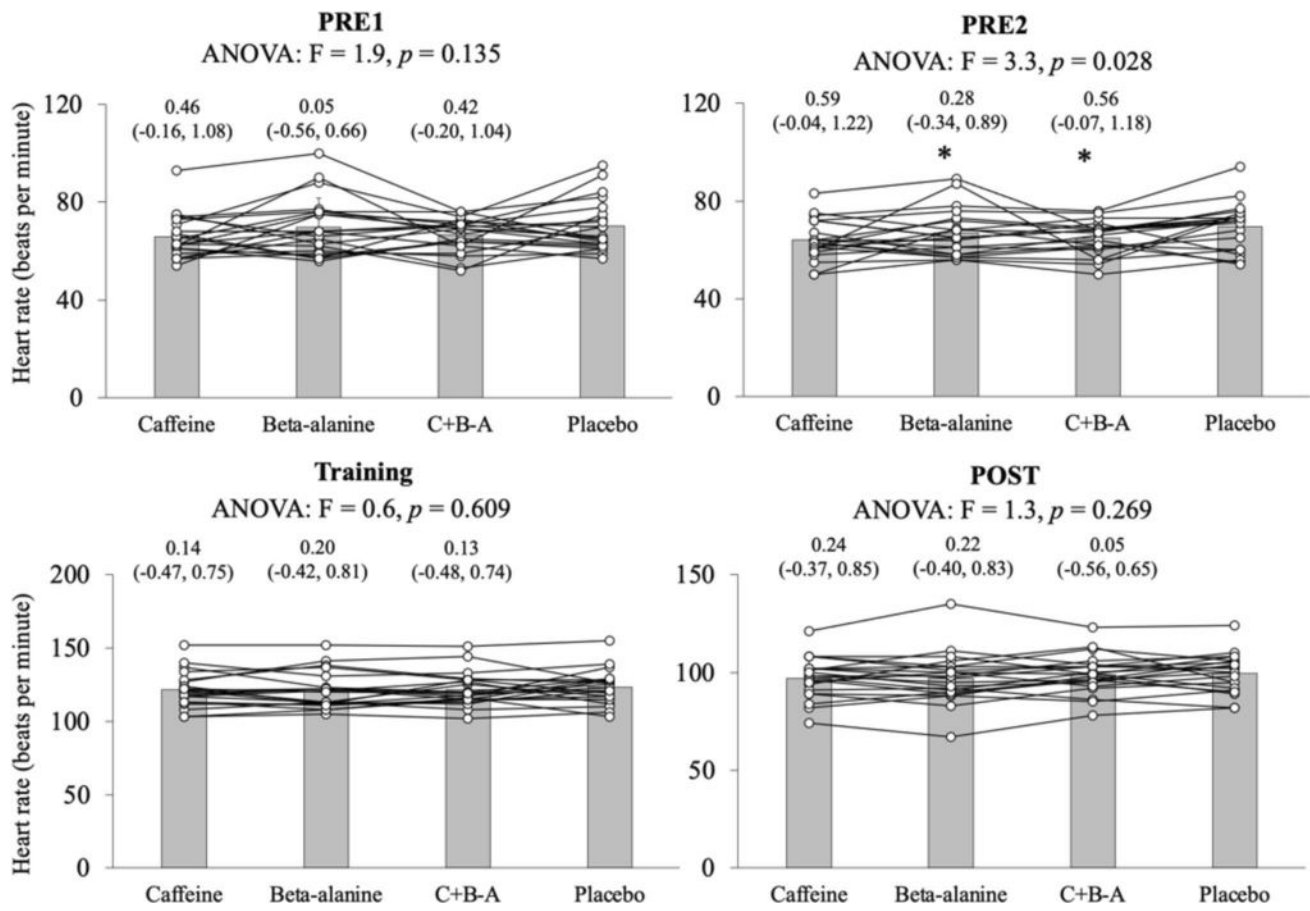 PRE1
ANOVA: F = 1.9, p = 0.135
0.46 0.05 0.42
(-0.16, 1.08) (-0.56, 0.66) (-0.20, 1.04)
Heart rate (beats per minute)
120
80
40
0
Caffeine Beta-alanine C+B-A Placebo
PRE2
ANOVA: F = 3.3, p = 0.028
0.59 0.28 0.56
(-0.04, 1.22) (-0.34, 0.89) (-0.07, 1.18)
* *
120
80
40
0
Caffeine Beta-alanine C+B-A Placebo
Training
ANOVA: F = 0.6, p = 0.609
0.14 0.20 0.13
(-0.47, 0.75) (-0.42, 0.81) (-0.48, 0.74)
Heart rate (beats per minute)
200
150
100
50
0
Caffeine Beta-alanine C+B-A Placebo
POST
ANOVA: F = 1.3, p = 0.269
0.24 0.22 0.05
(-0.37, 0.85) (-0.40, 0.83) (-0.56, 0.65)
150
100
50
0
Caffeine Beta-alanine C+B-A Placebo